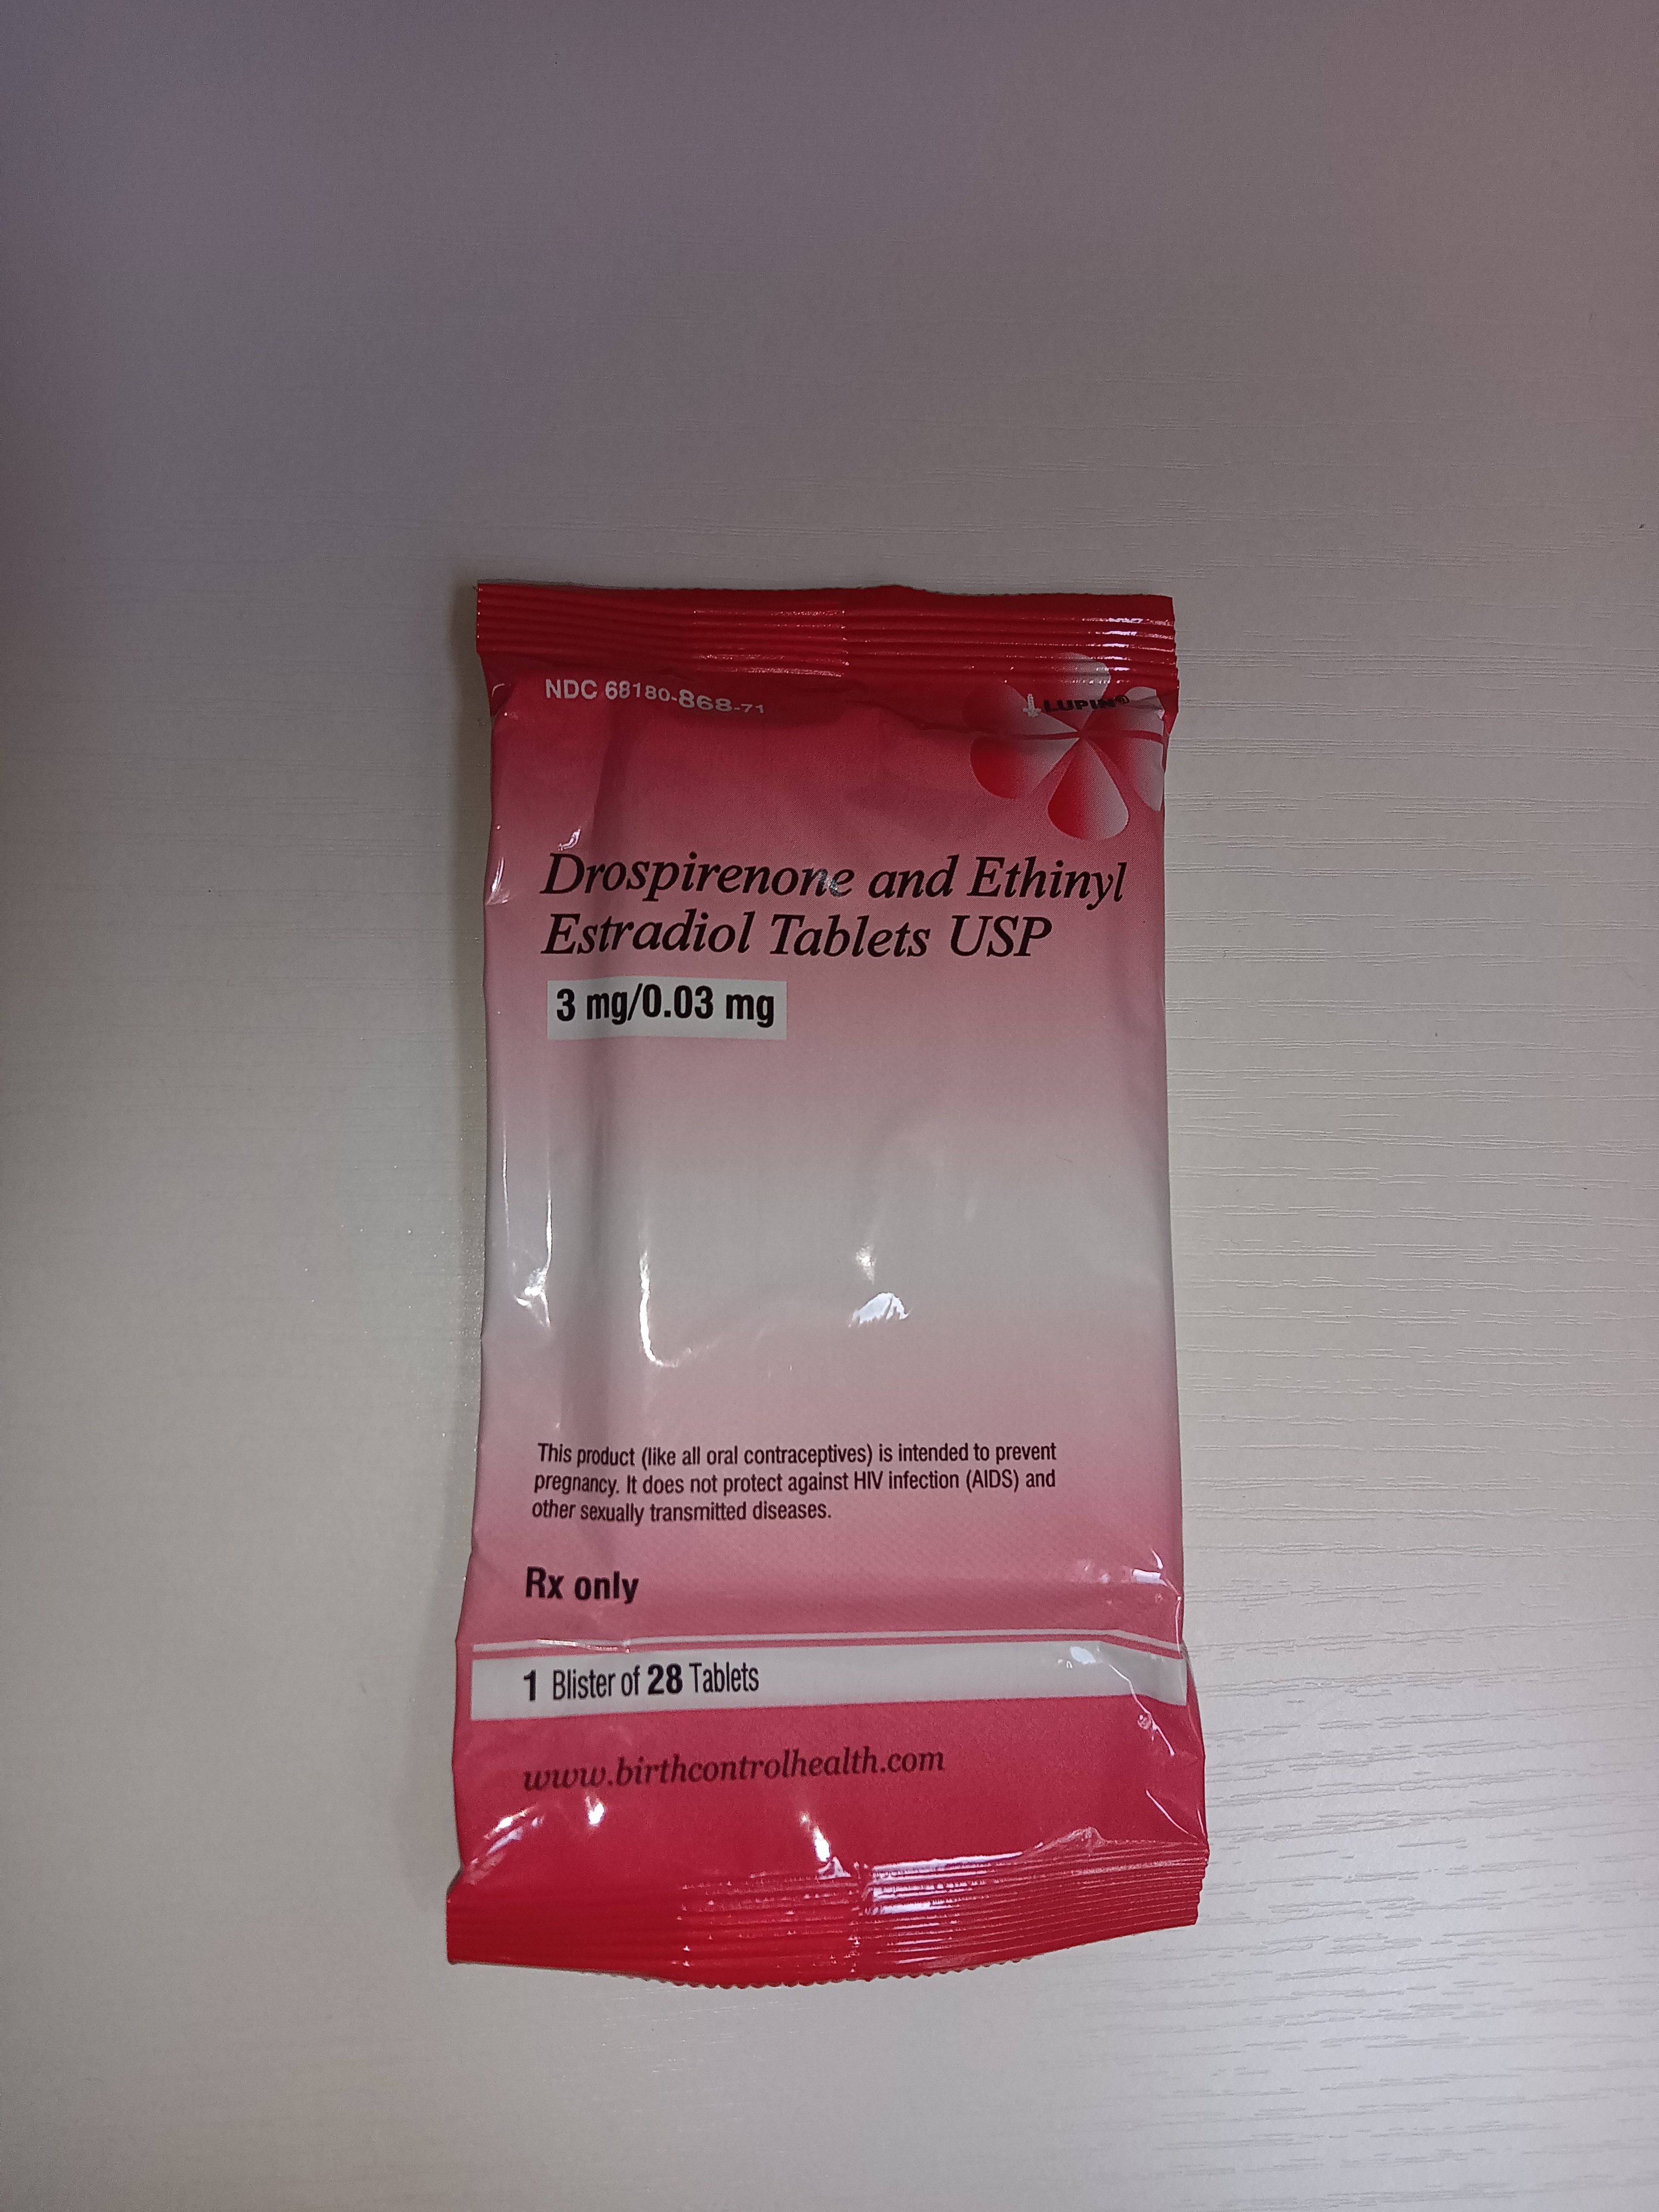 NDC 68180-868-71
LUPIN®
Drospirenone and Ethinyl
Estradiol Tablets USP
3 mg/0.03 mg
This product (like all oral contraceptives) is intended to prevent
pregnancy. It does not protect against HIV infection (AIDS) and
other sexually transmitted diseases.
Rx only
1 Blister of 28 Tablets
www.birthcontrolhealth.com